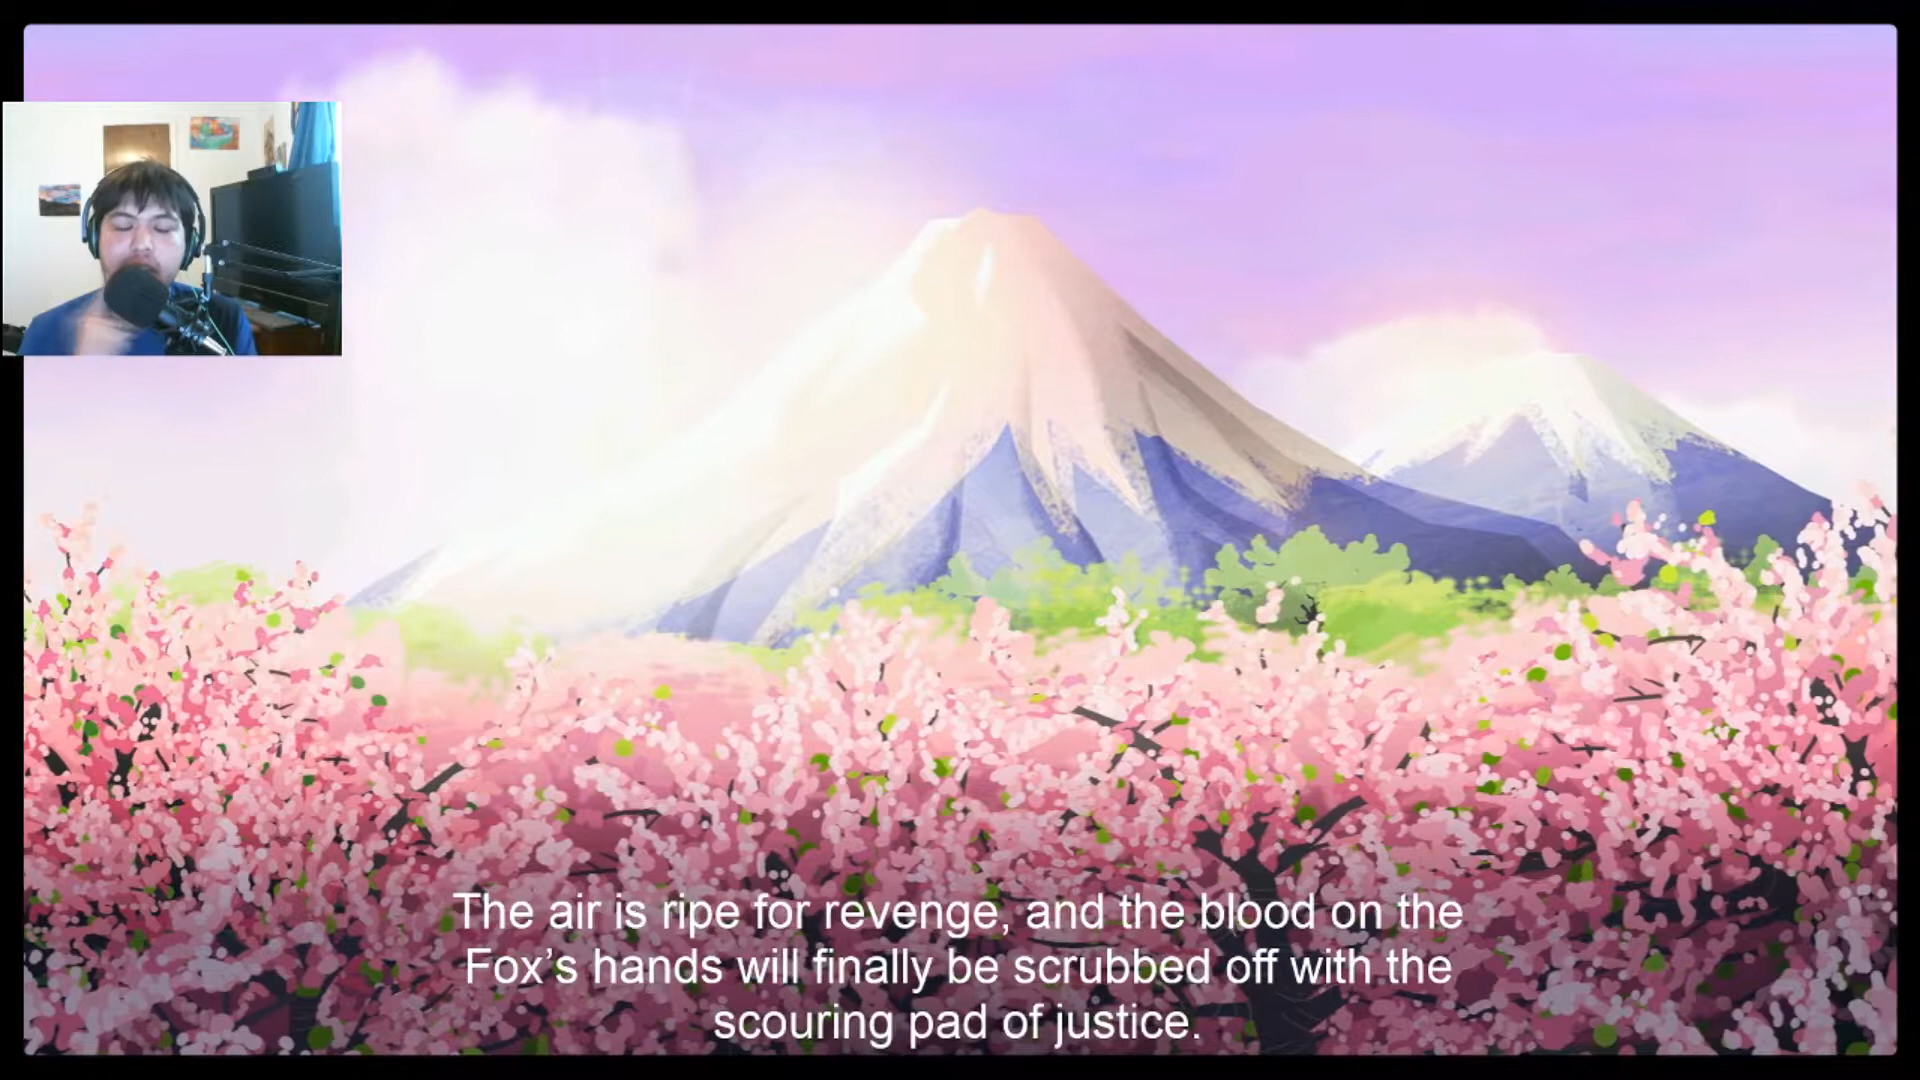 The air is ripe for revenge, and the blood on the
Fox’s hands will finally be scrubbed off with the
scouring pad of justice.